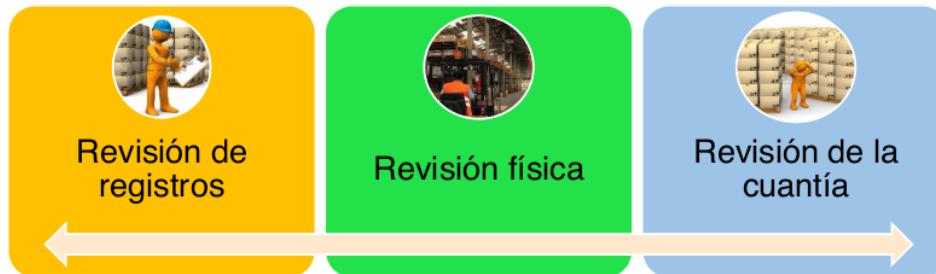 Revisión de
registros
Revisión física
Revisión de la
cuantía